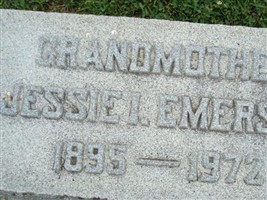 GRANDMOTHE
JESSIE I. EMERS
1895 — 1972